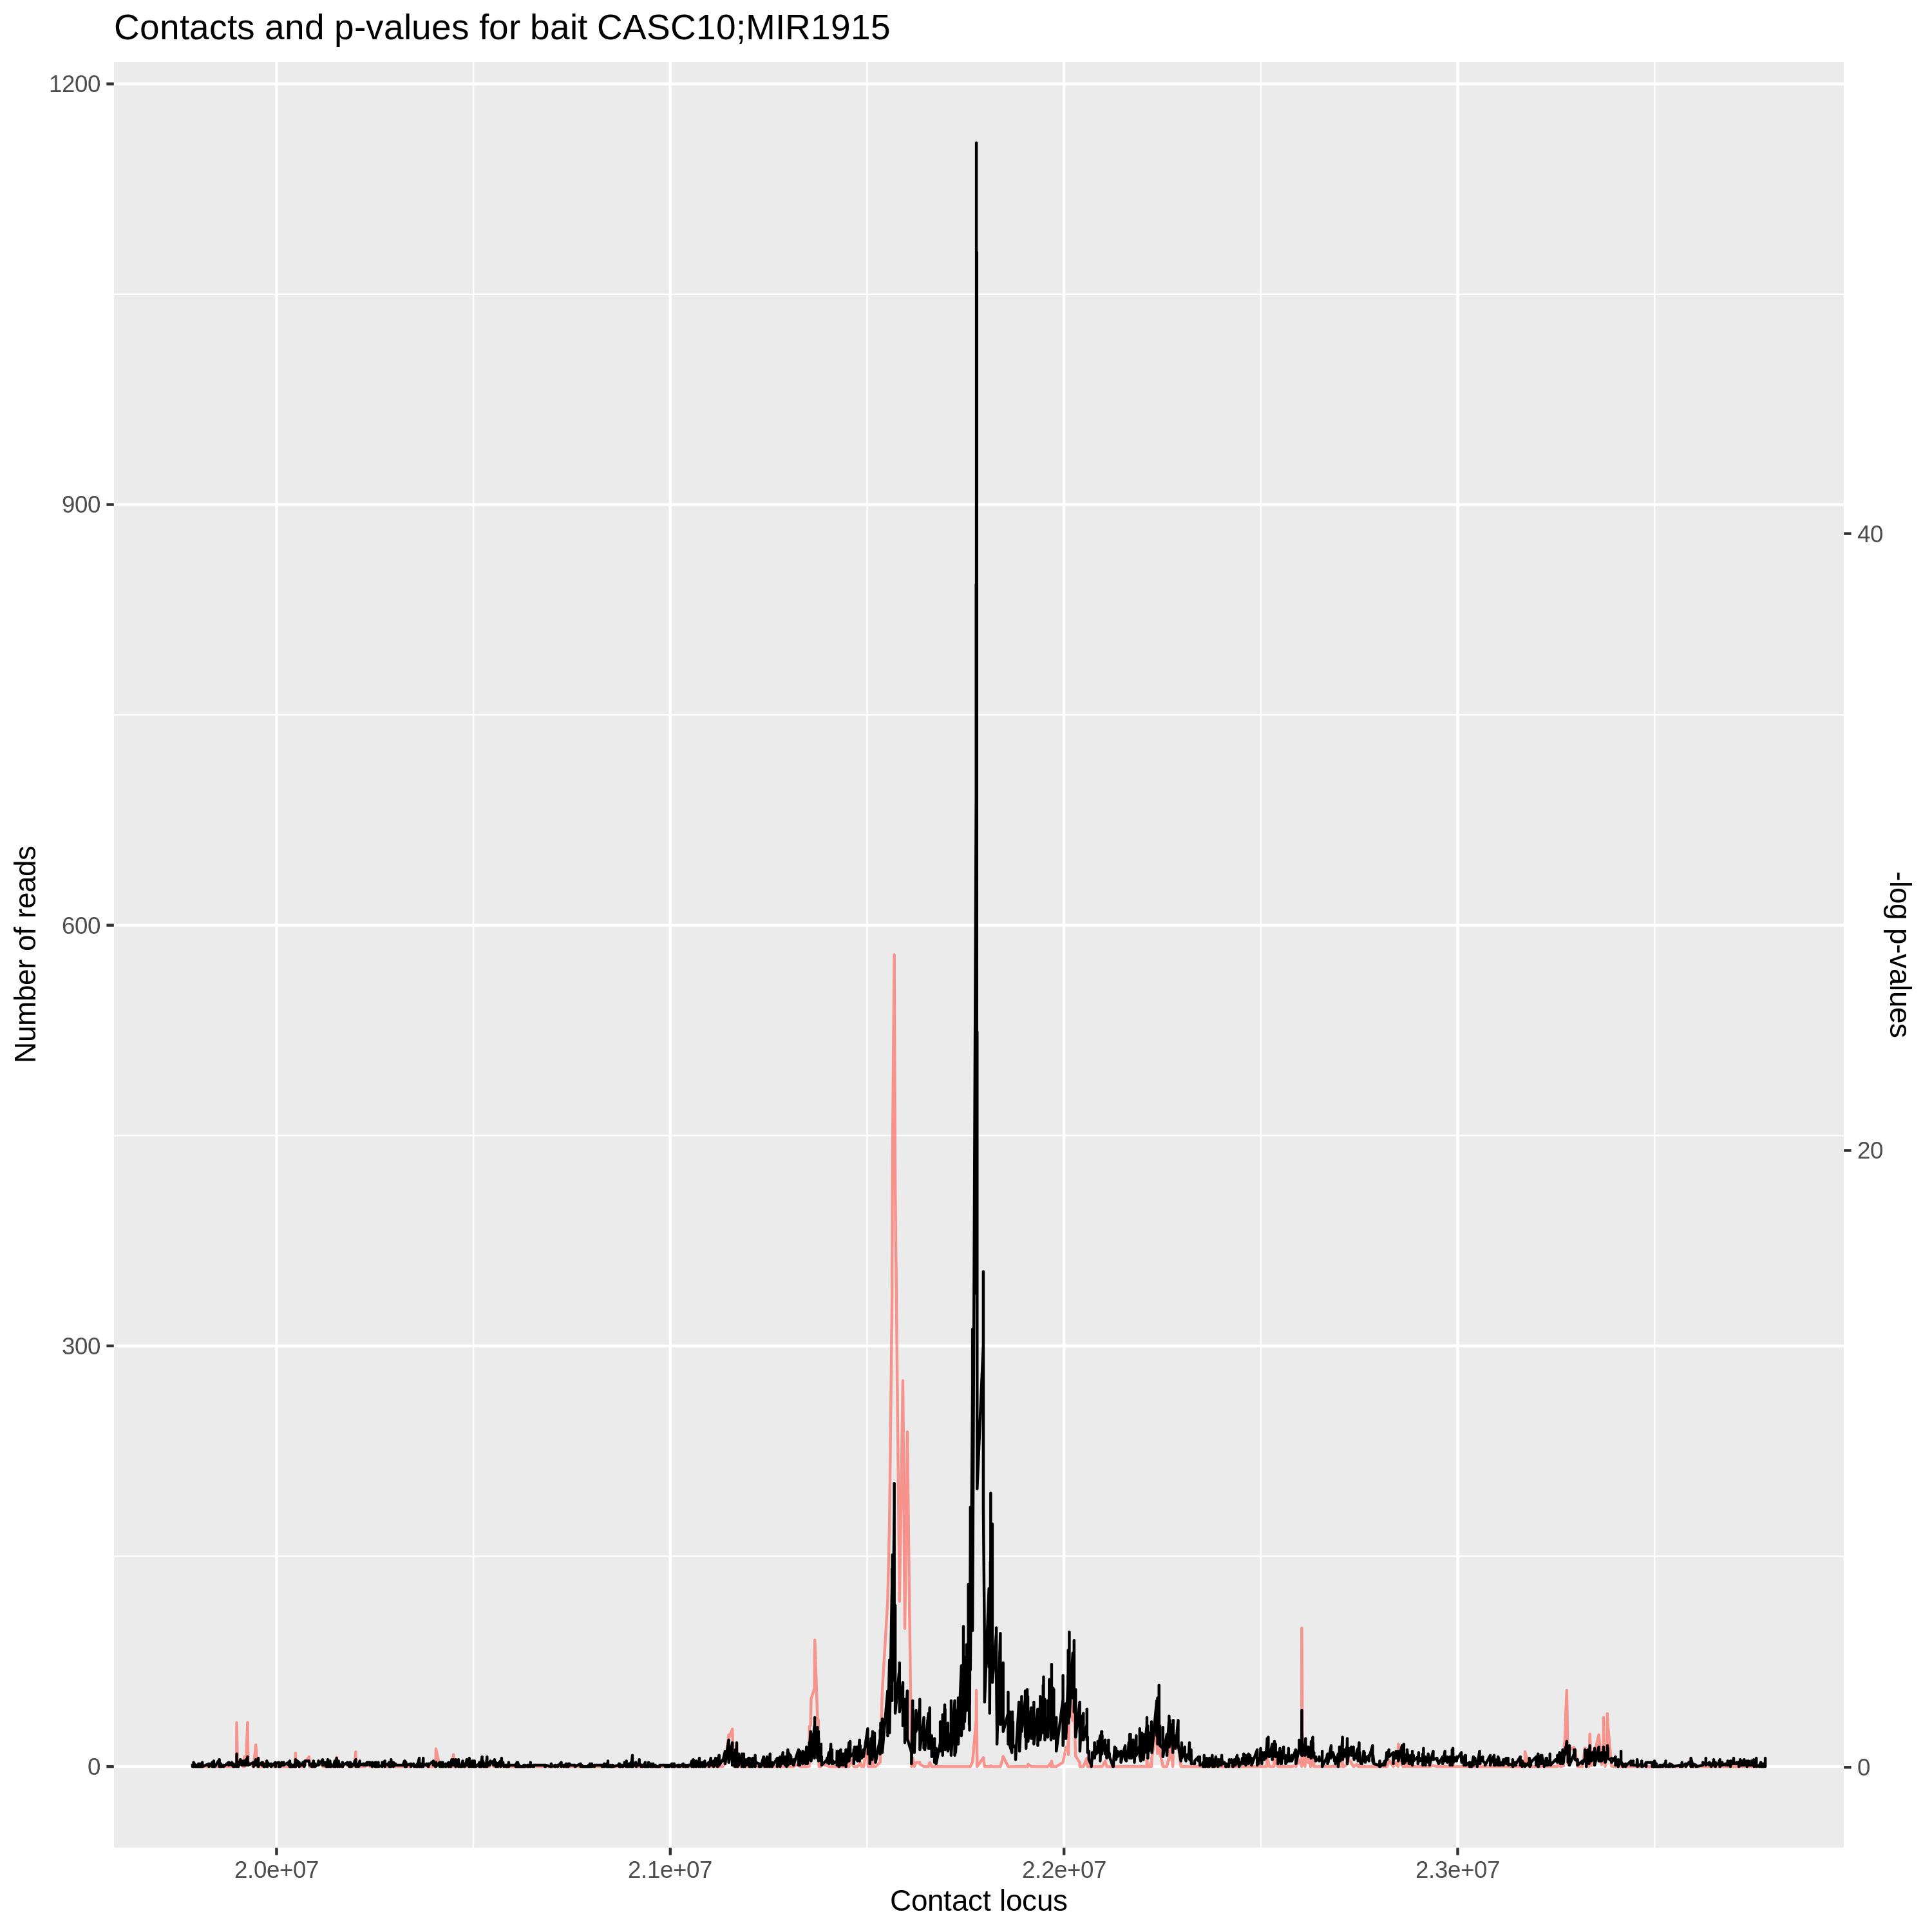 Contacts and p-values for bait CASC10;MIR1915
1200
900
600
300
0
Number of reads
40
20
0
-log p-values
2.0e+07
2.1e+07
2.2e+07
2.3e+07
Contact locus